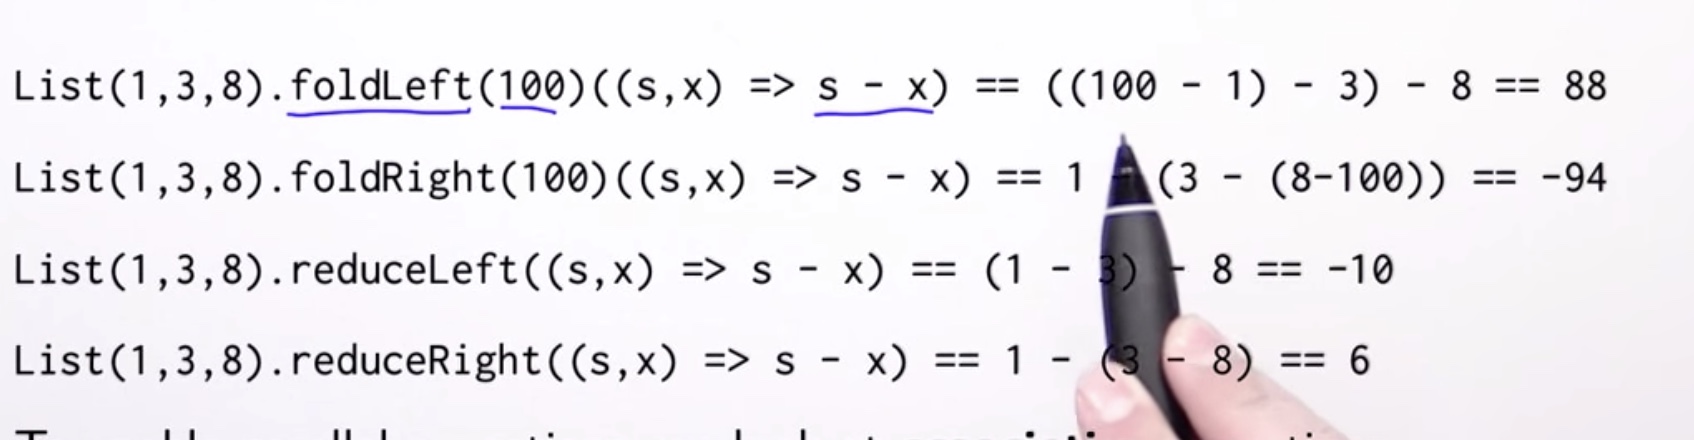 List(1,3,8).foldLeft(100)((s,x) => s - x) == ((100 - 1) - 3) - 8 == 88
List(1,3,8).foldRight(100)((s,x) => s - x) == 1 - (3 - (8-100)) == -94
List(1,3,8).reduceLeft((s,x) => s - x) == (1 - 3) - 8 == -10
List(1,3,8).reduceRight((s,x) => s - x) == 1 - (3 - 8) == 6